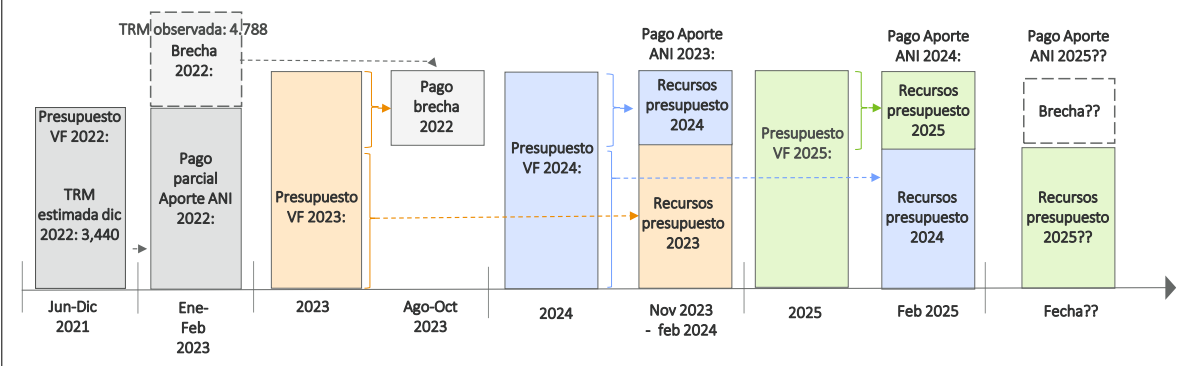 TRM observada: 4.788
Brecha
2022:
Presupuesto
VF 2022:
TRM
estimada dic
2022: 3,440
Pago
parcial
Aporte ANI
2022:
Presupuesto
VF 2023:
Pago
brecha
2022
Presupuesto
VF 2024:
Pago Aporte
ANI 2023:
Recursos
presupuesto
2024
Recursos
presupuesto
2023
Presupuesto
VF 2025:
Pago Aporte
ANI 2024:
Recursos
presupuesto
2025
Recursos
presupuesto
2024
Pago Aporte
ANI 2025??
Brecha??
Recursos
presupuesto
2025??
Jun-Dic
2021
Ene-
Feb
2023
2023
Ago-Oct
2023
2024
Nov 2023
- feb 2024
2025
Feb 2025
Fecha??